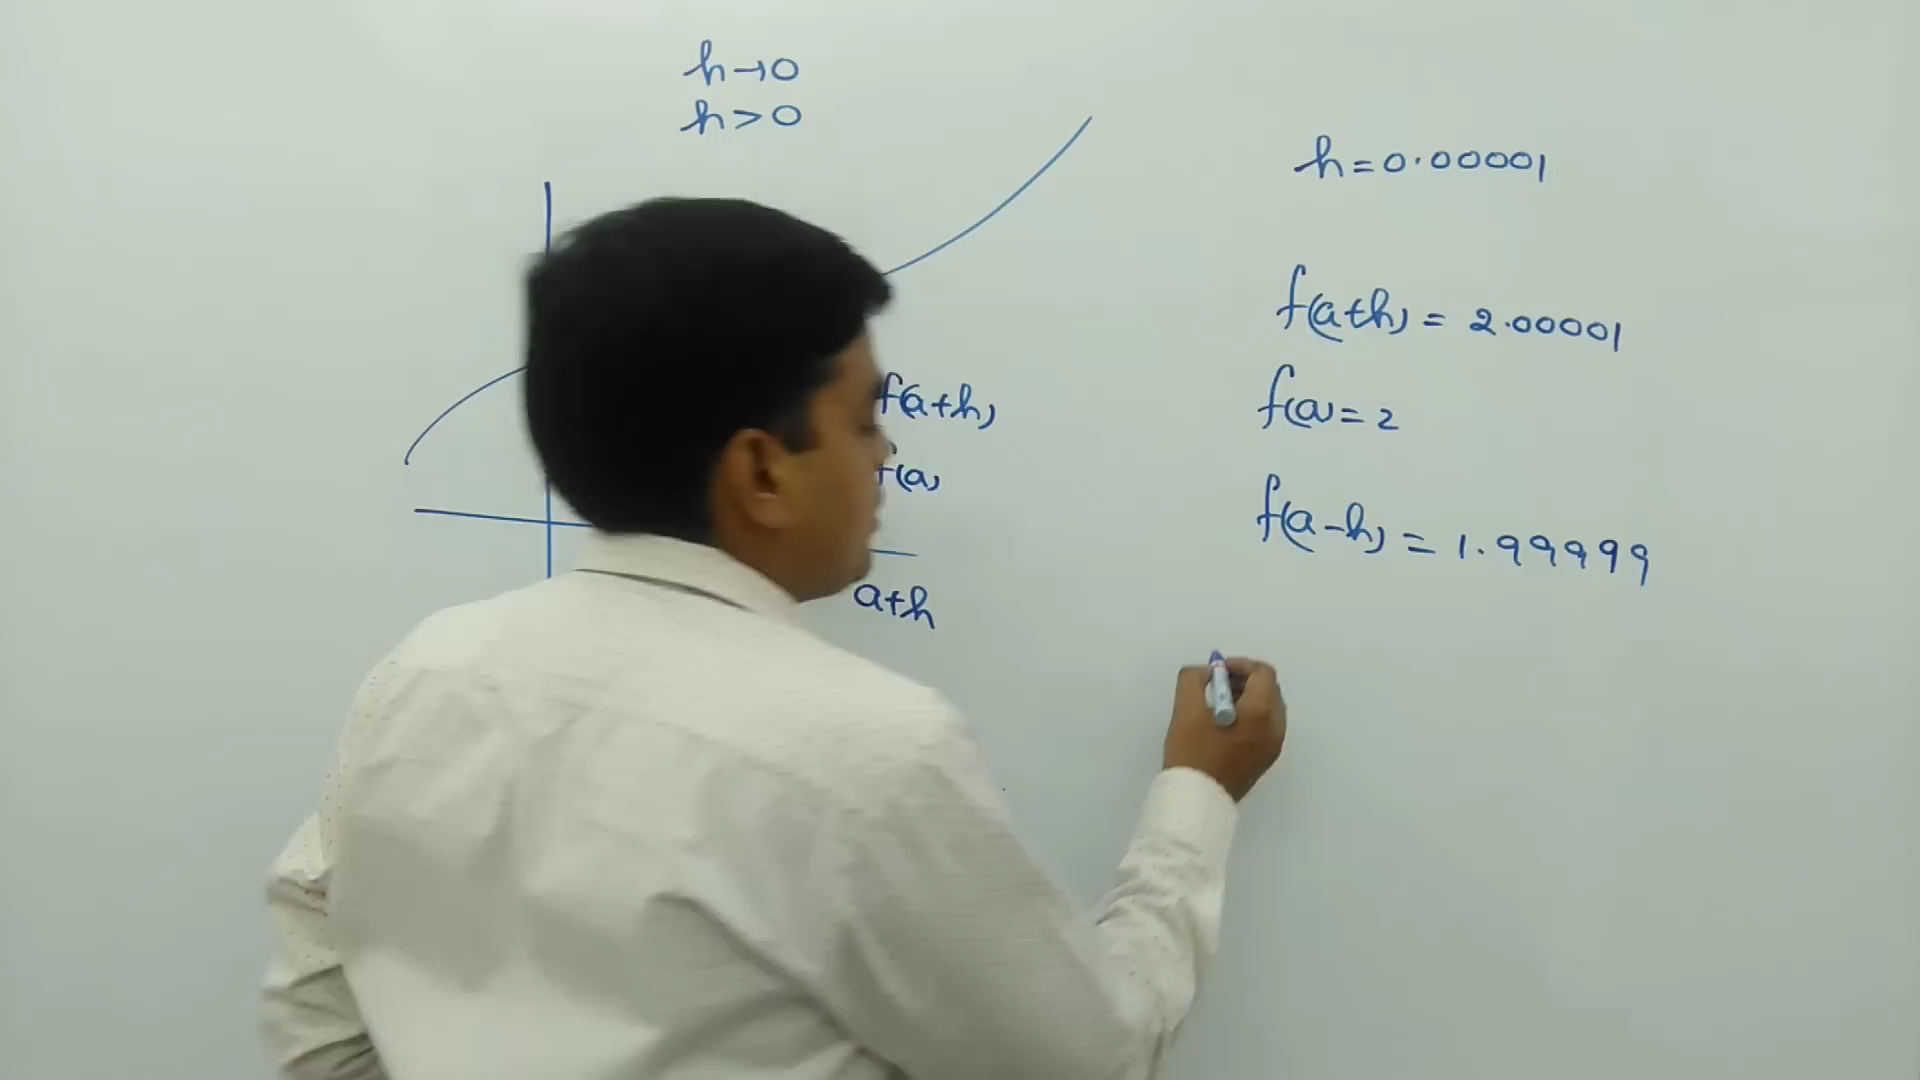 h→0
h>0
h=0.00001
f(a+h) = 2.00001
f(a)=2
f(a-h) = 1.99999
f(a+h)
f(a)
a+h